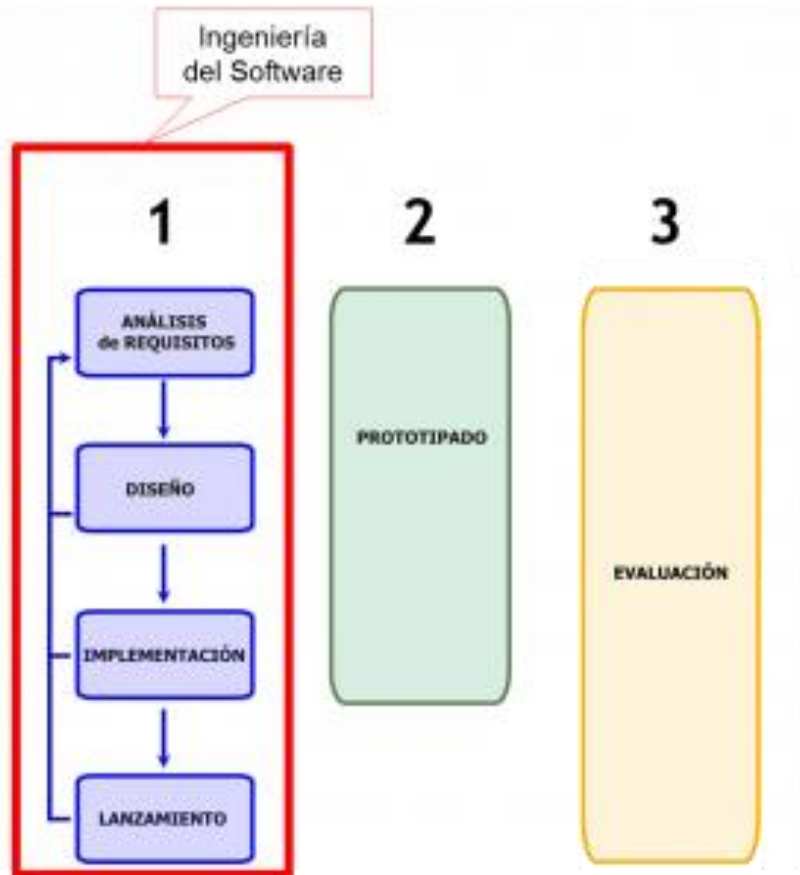 Ingeniería
del Software
1
2
3
ANÁLISIS
de REQUISITOS
DISEÑO
IMPLEMENTACIÓN
LANZAMIENTO
PROTOTIPADO
EVALUACIÓN